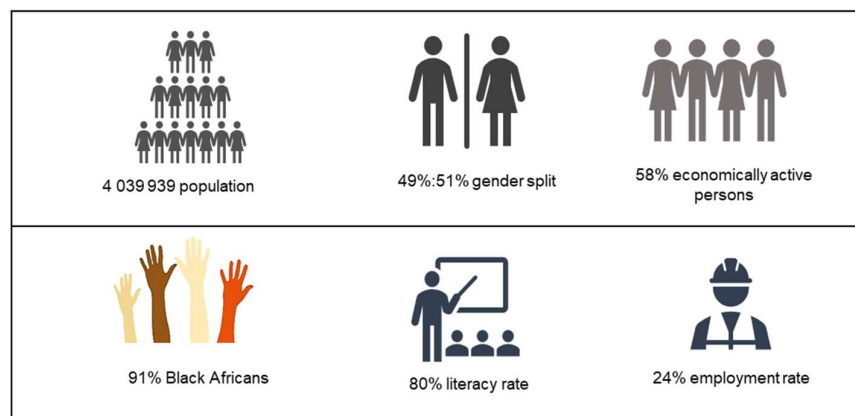 4 039 939 population
49%:51% gender split
58% economically active
persons
91% Black Africans
80% literacy rate
24% employment rate